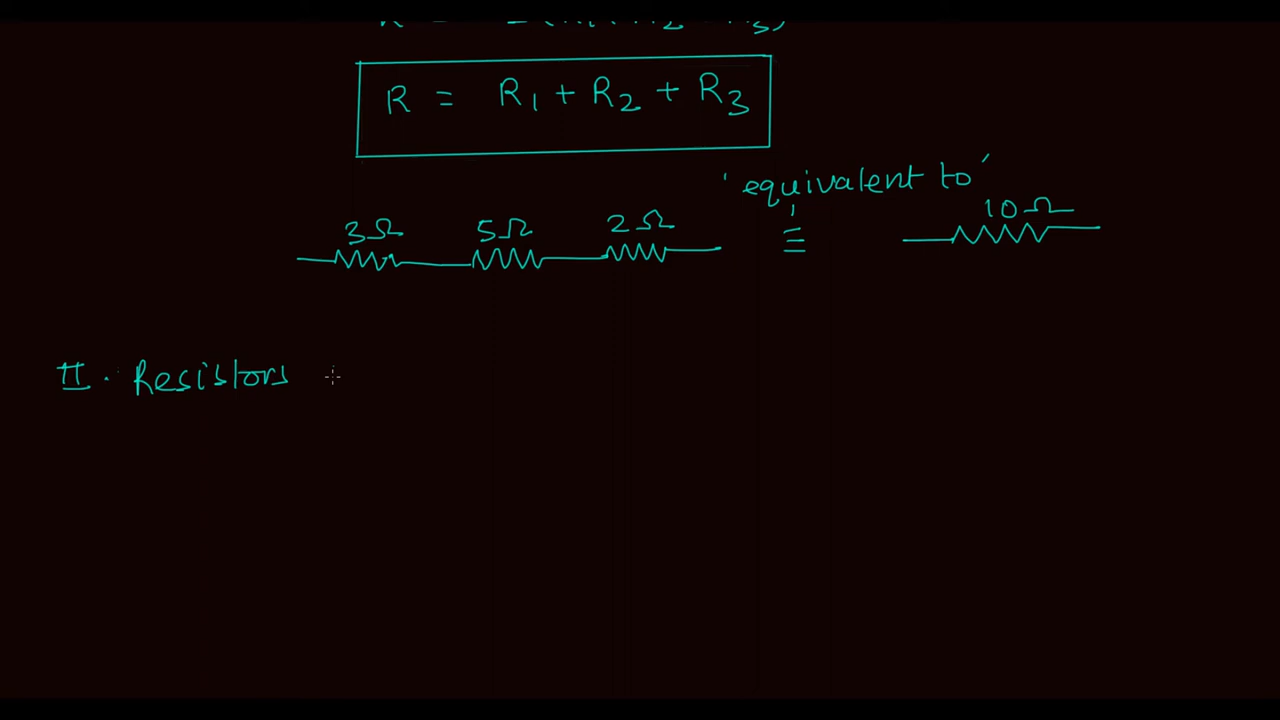 R = R1 + R2 + R3
' equivalent to '
3Ω 5Ω 2Ω ≡ 10Ω
II. Resistors